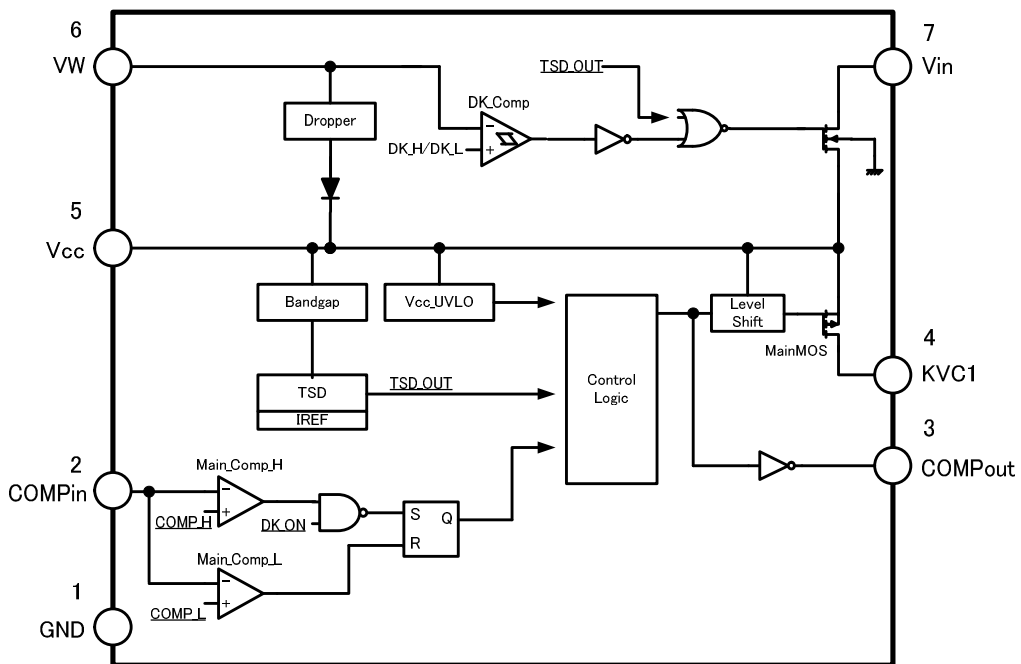 6
VW
7
Vin
TSD_OUT
DK_Comp
Dropper
−
DK_H/DK_L
+
5
Vcc
Bandgap
Vcc_UVLO
Level
Shift
MainMOS
4
KVC1
TSD
TSD_OUT
IREF
Control
Logic
3
COMPout
2
COMPin
Main_Comp_H
−
+
COMP_H
DK_ON
S
Q
R
Main_Comp_L
−
+
COMP_L
1
GND